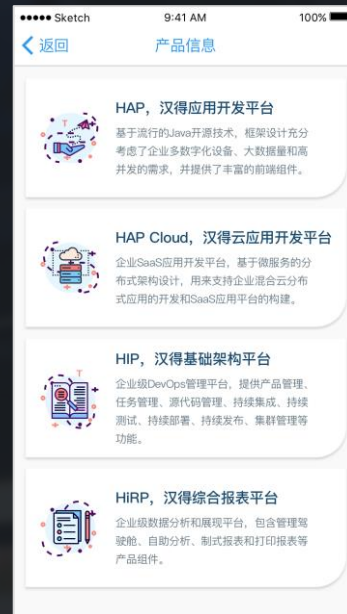 ●●●●● Sketch 9:41 AM 100%
返回 产品信息
HAP，汉得应用开发平台
基于流行的Java开源技术，框架设计充分
考虑了企业多数字化设备、大数据量和高
并发的需求，并提供了丰富的前端组件。
HAP Cloud，汉得云应用开发平台
企业SaaS应用开发平台，基于微服务的分
布式架构设计，用来支持企业混合云分布
式应用的开发和SaaS应用平台的构建。
HIP，汉得基础架构平台
企业级DevOps管理平台，提供产品管理、
任务管理、源代码管理、持续集成、持续
测试、持续部署、持续发布、集群管理等
功能。
HiRP，汉得综合报表平台
企业级数据分析和展现平台，包含管理驾
驶舱、自助分析、制式报表和打印报表等
产品组件。